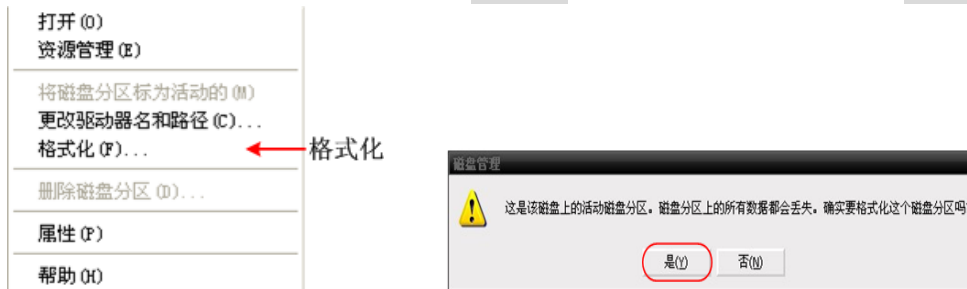 打开(O)
资源管理(E)
将磁盘分区标为活动的(M)
更改驱动器名和路径(C)...
格式化(F)...
格式化
删除磁盘分区(D)...
属性(P)
帮助(H)
磁盘管理
这是该磁盘上的活动磁盘分区。磁盘分区上的所有数据都会丢失。确实要格式化这个磁盘分区吗
是(Y)
否(N)